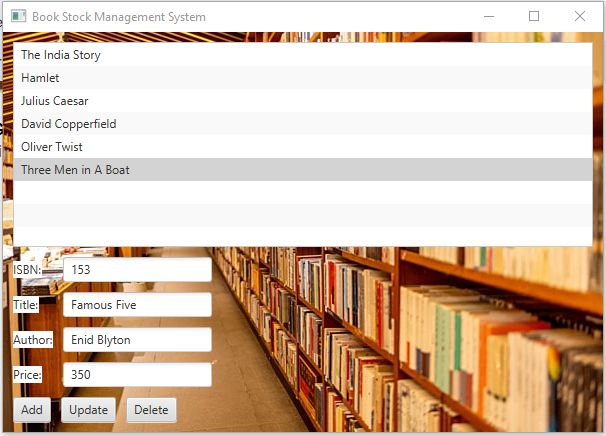 Book Stock Management System
The India Story
Hamlet
Julius Caesar
David Copperfield
Oliver Twist
Three Men in A Boat
ISBN: 153
Title: Famous Five
Author: Enid Blyton
Price: 350
Add Update Delete